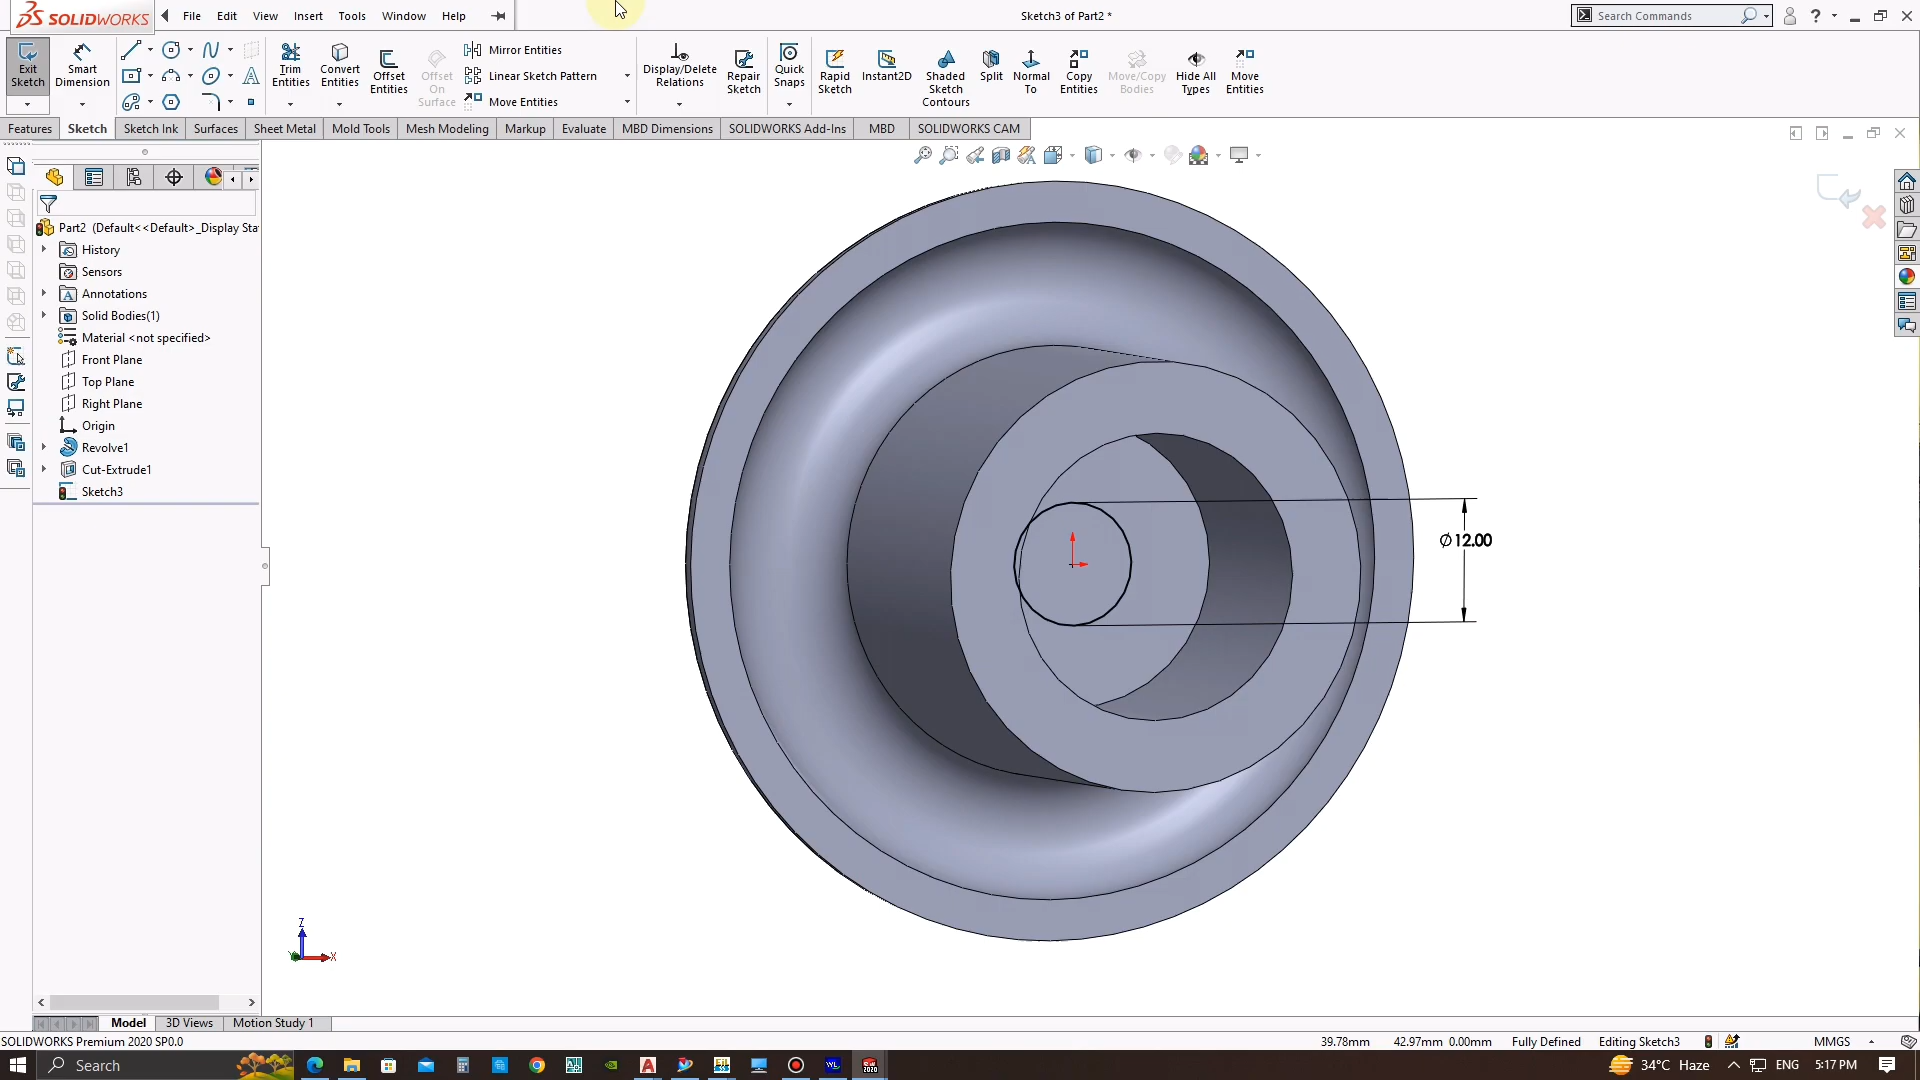 SOLIDWORKS
File
Edit
View
Insert
Tools
Window
Help
Sketch3 of Part2 *
Search Commands
Exit Sketch
Smart Dimension
Trim Entities
Convert Entities
Offset Entities
Offset On Surface
Mirror Entities
Linear Sketch Pattern
Move Entities
Display/Delete Relations
Repair Sketch
Quick Snaps
Rapid Sketch
Instant2D
Shaded Sketch Contours
Split
Normal To
Copy Entities
Move/Copy Bodies
Hide All Types
Move Entities
Features
Sketch
Sketch Ink
Surfaces
Sheet Metal
Mold Tools
Mesh Modeling
Markup
Evaluate
MBD Dimensions
SOLIDWORKS Add-Ins
MBD
SOLIDWORKS CAM
Part2 (Default<<Default>_Display Sta
History
Sensors
Annotations
Solid Bodies(1)
Material <not specified>
Front Plane
Top Plane
Right Plane
Origin
Revolve1
Cut-Extrude1
Sketch3
⌀12.00
Z
X
Model
3D Views
Motion Study 1
SOLIDWORKS Premium 2020 SP0.0
39.78mm
42.97mm
0.00mm
Fully Defined
Editing Sketch3
MMGS
Search
34°C Haze
ENG
5:17 PM